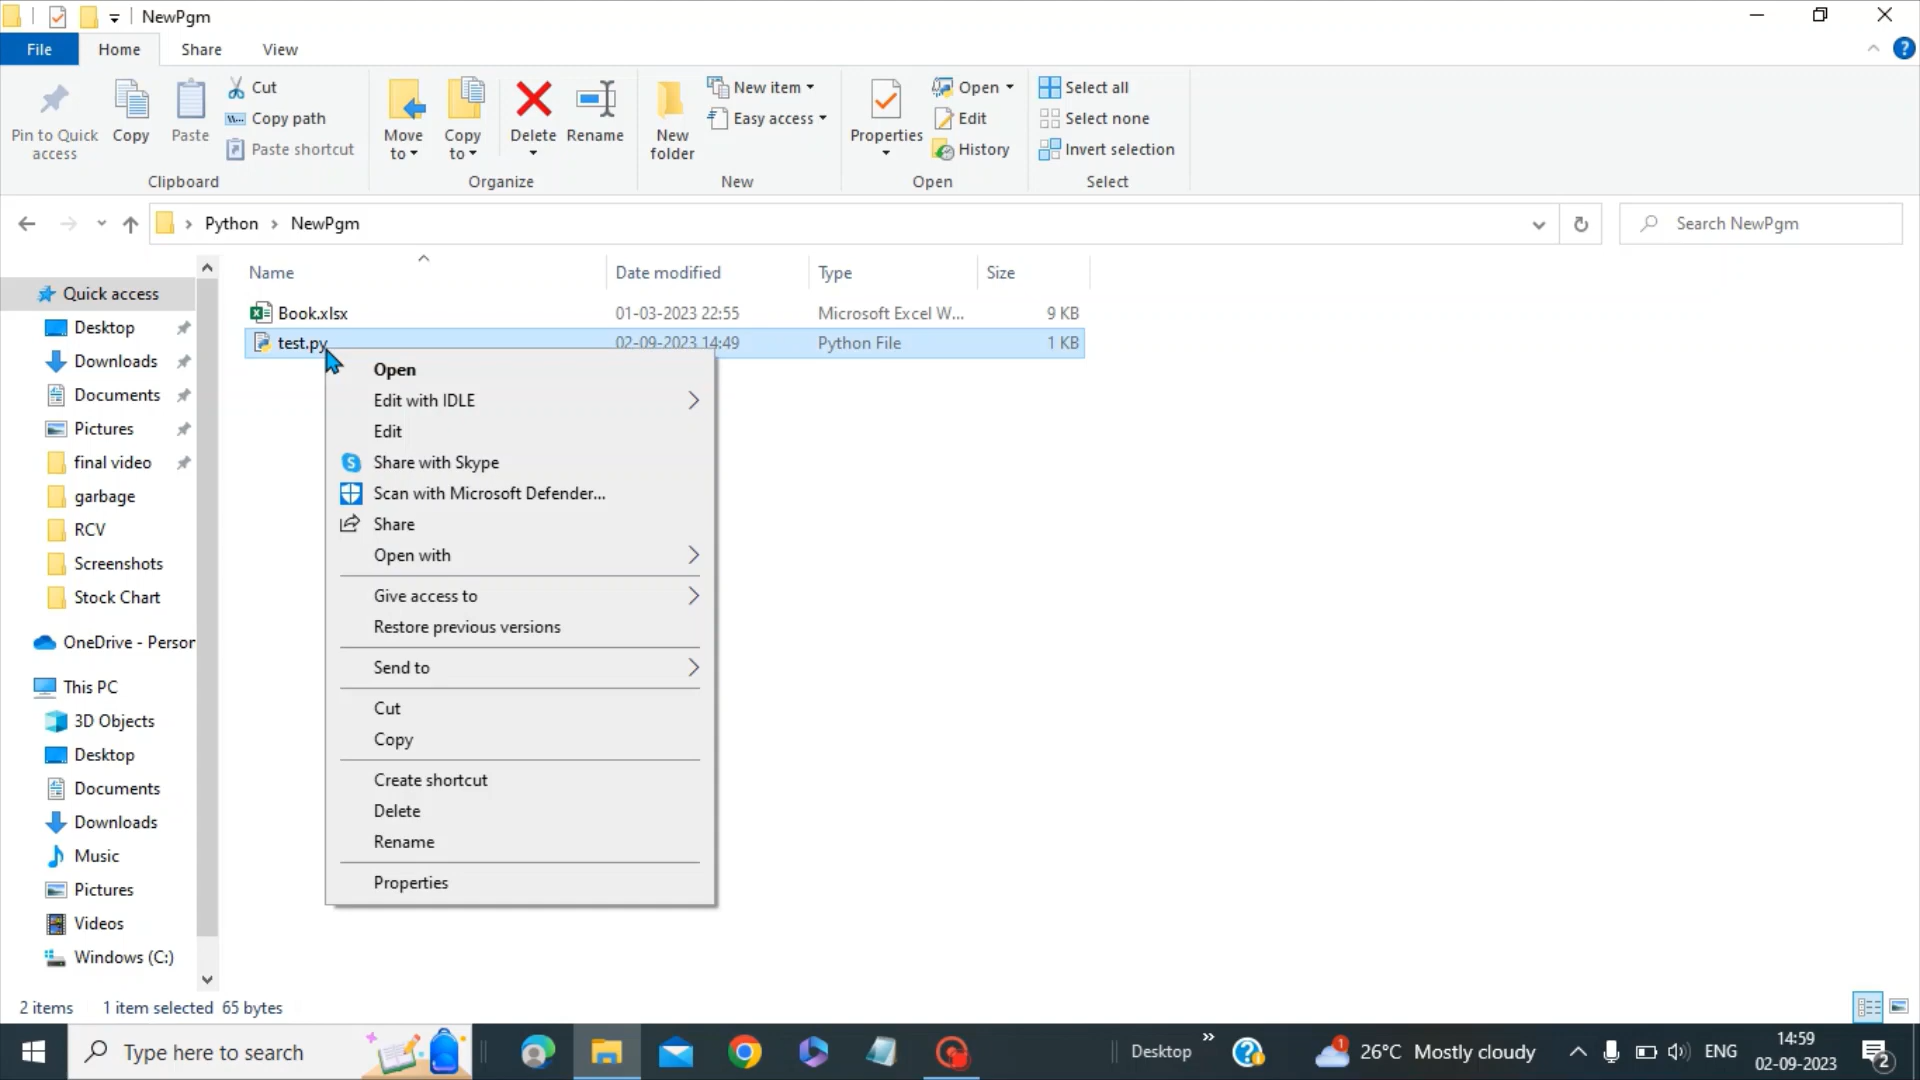 NewPgm
File Home Share View
Pin to Quick access
Copy
Paste
Cut
Copy path
Paste shortcut
Clipboard
Move to
Copy to
Delete
Rename
Organize
New folder
New item
Easy access
New
Properties
Open
Edit
History
Open
Select all
Select none
Invert selection
Select
Python NewPgm
Search NewPgm
Name Date modified Type Size
Book.xlsx 01-03-2023 22:55 Microsoft Excel W... 9 KB
test.py 02-09-2023 14:49 Python File 1 KB
Quick access
Desktop
Downloads
Documents
Pictures
final video
garbage
RCV
Screenshots
Stock Chart
OneDrive - Person
This PC
3D Objects
Desktop
Documents
Downloads
Music
Pictures
Videos
Windows (C:)
Open
Edit with IDLE
Edit
Share with Skype
Scan with Microsoft Defender...
Share
Open with
Give access to
Restore previous versions
Send to
Cut
Copy
Create shortcut
Delete
Rename
Properties
2 items 1 item selected 65 bytes
Type here to search
Desktop
1
26°C Mostly cloudy
ENG
14:59
02-09-2023
2